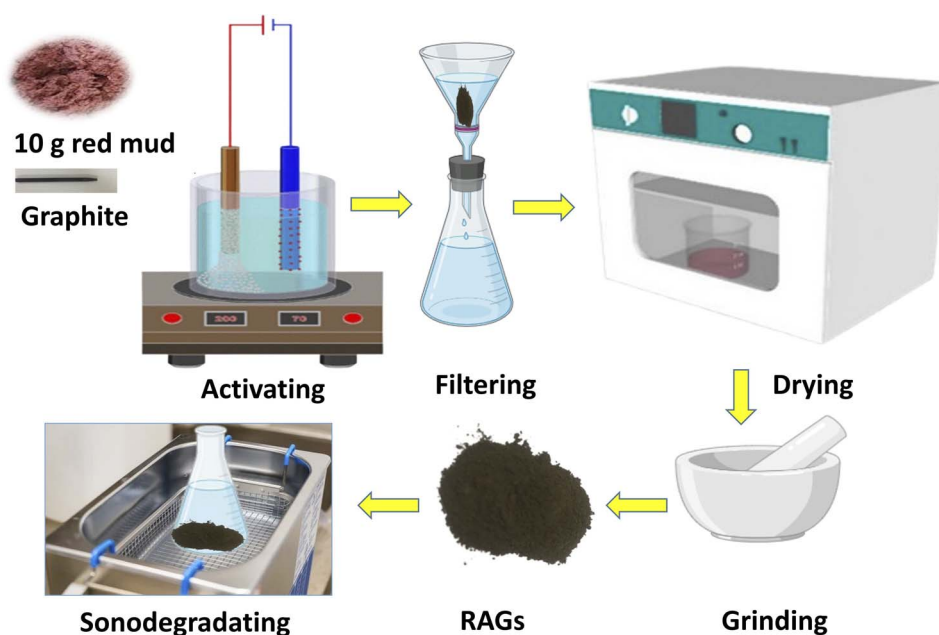 10 g red mud
Graphite
200 70
Activating
Filtering
Drying
Sonodegradating
RAGs
Grinding